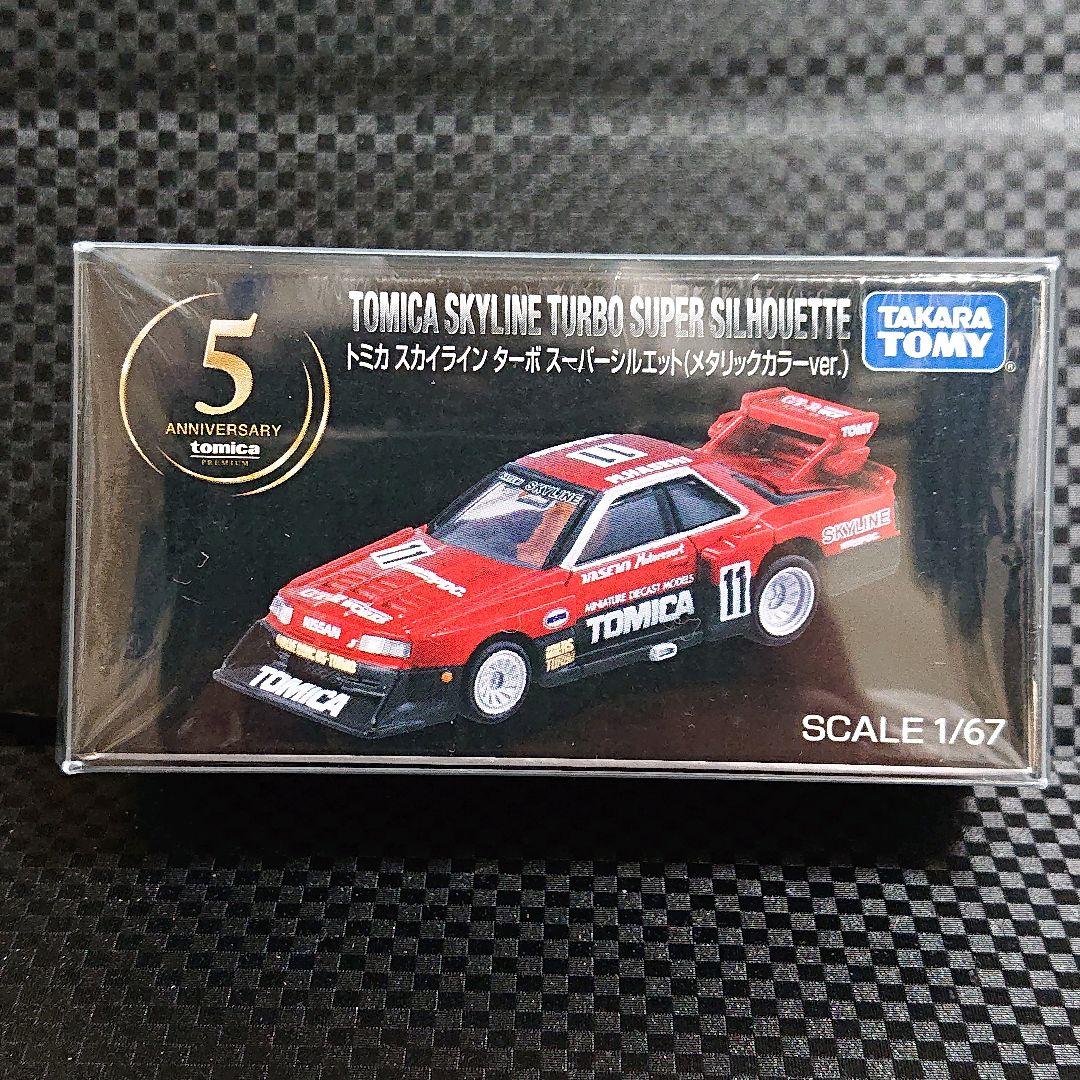 TOMICA SKYLINE TURBO SUPER SILHOUETTE
トミカ スカイライン ターボ スーパーシルエット(メタリックカラーver.)
TAKARA
TOMY
5
ANNIVERSARY
tomica
PREMIUM
TOMY
11
SKYLINE
SKYLINE
11
HASEMI Motorsport
MINIATURE DIECAST MODELS
TOMICA
11
NISSAN
TOMICA
SCALE 1/67